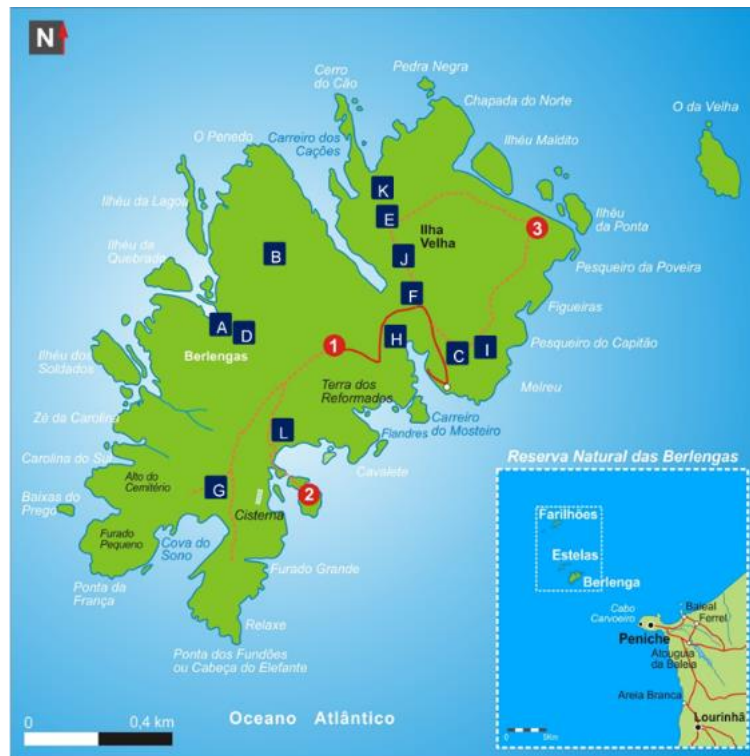 N
Pedra Negra
Cerro
do Cão
Chapada do Norte
O da Velha
O Penedo
Carreiro dos
Cações
Ilhéu Maldito
K
Ilhéu da Lagoa
E
Ilha
Velha
3
Ilhéu
da Ponta
Ilhéu da
Quebrada
B
J
Pesqueiro da Poveira
F
Figueiras
A
D
1
H
C
I
Pesqueiro do Capitão
Berlengas
Ilhéu dos
Soldados
Terra dos
Reformados
Melreu
Zé da Carolina
L
Flandres
Carreiro
do Mosteiro
Carolina do Sul
Cavalete
Alto do
Cemitério
G
2
Baixas do
Prego
Cisterna
Furado
Pequeno
Cova do
Sono
Furado Grande
Ponta da
França
Relaxe
Ponta dos Fundões
ou Cabeça do Elefante
0
0,4 km
Oceano Atlântico
Reserva Natural das Berlengas
Farilhões
Estelas
Berlenga
Cabo
Carvoeiro
Baleal
Ferrel
Peniche
Atouguia
da Baleia
Areia Branca
Lourinhã
0
5Km